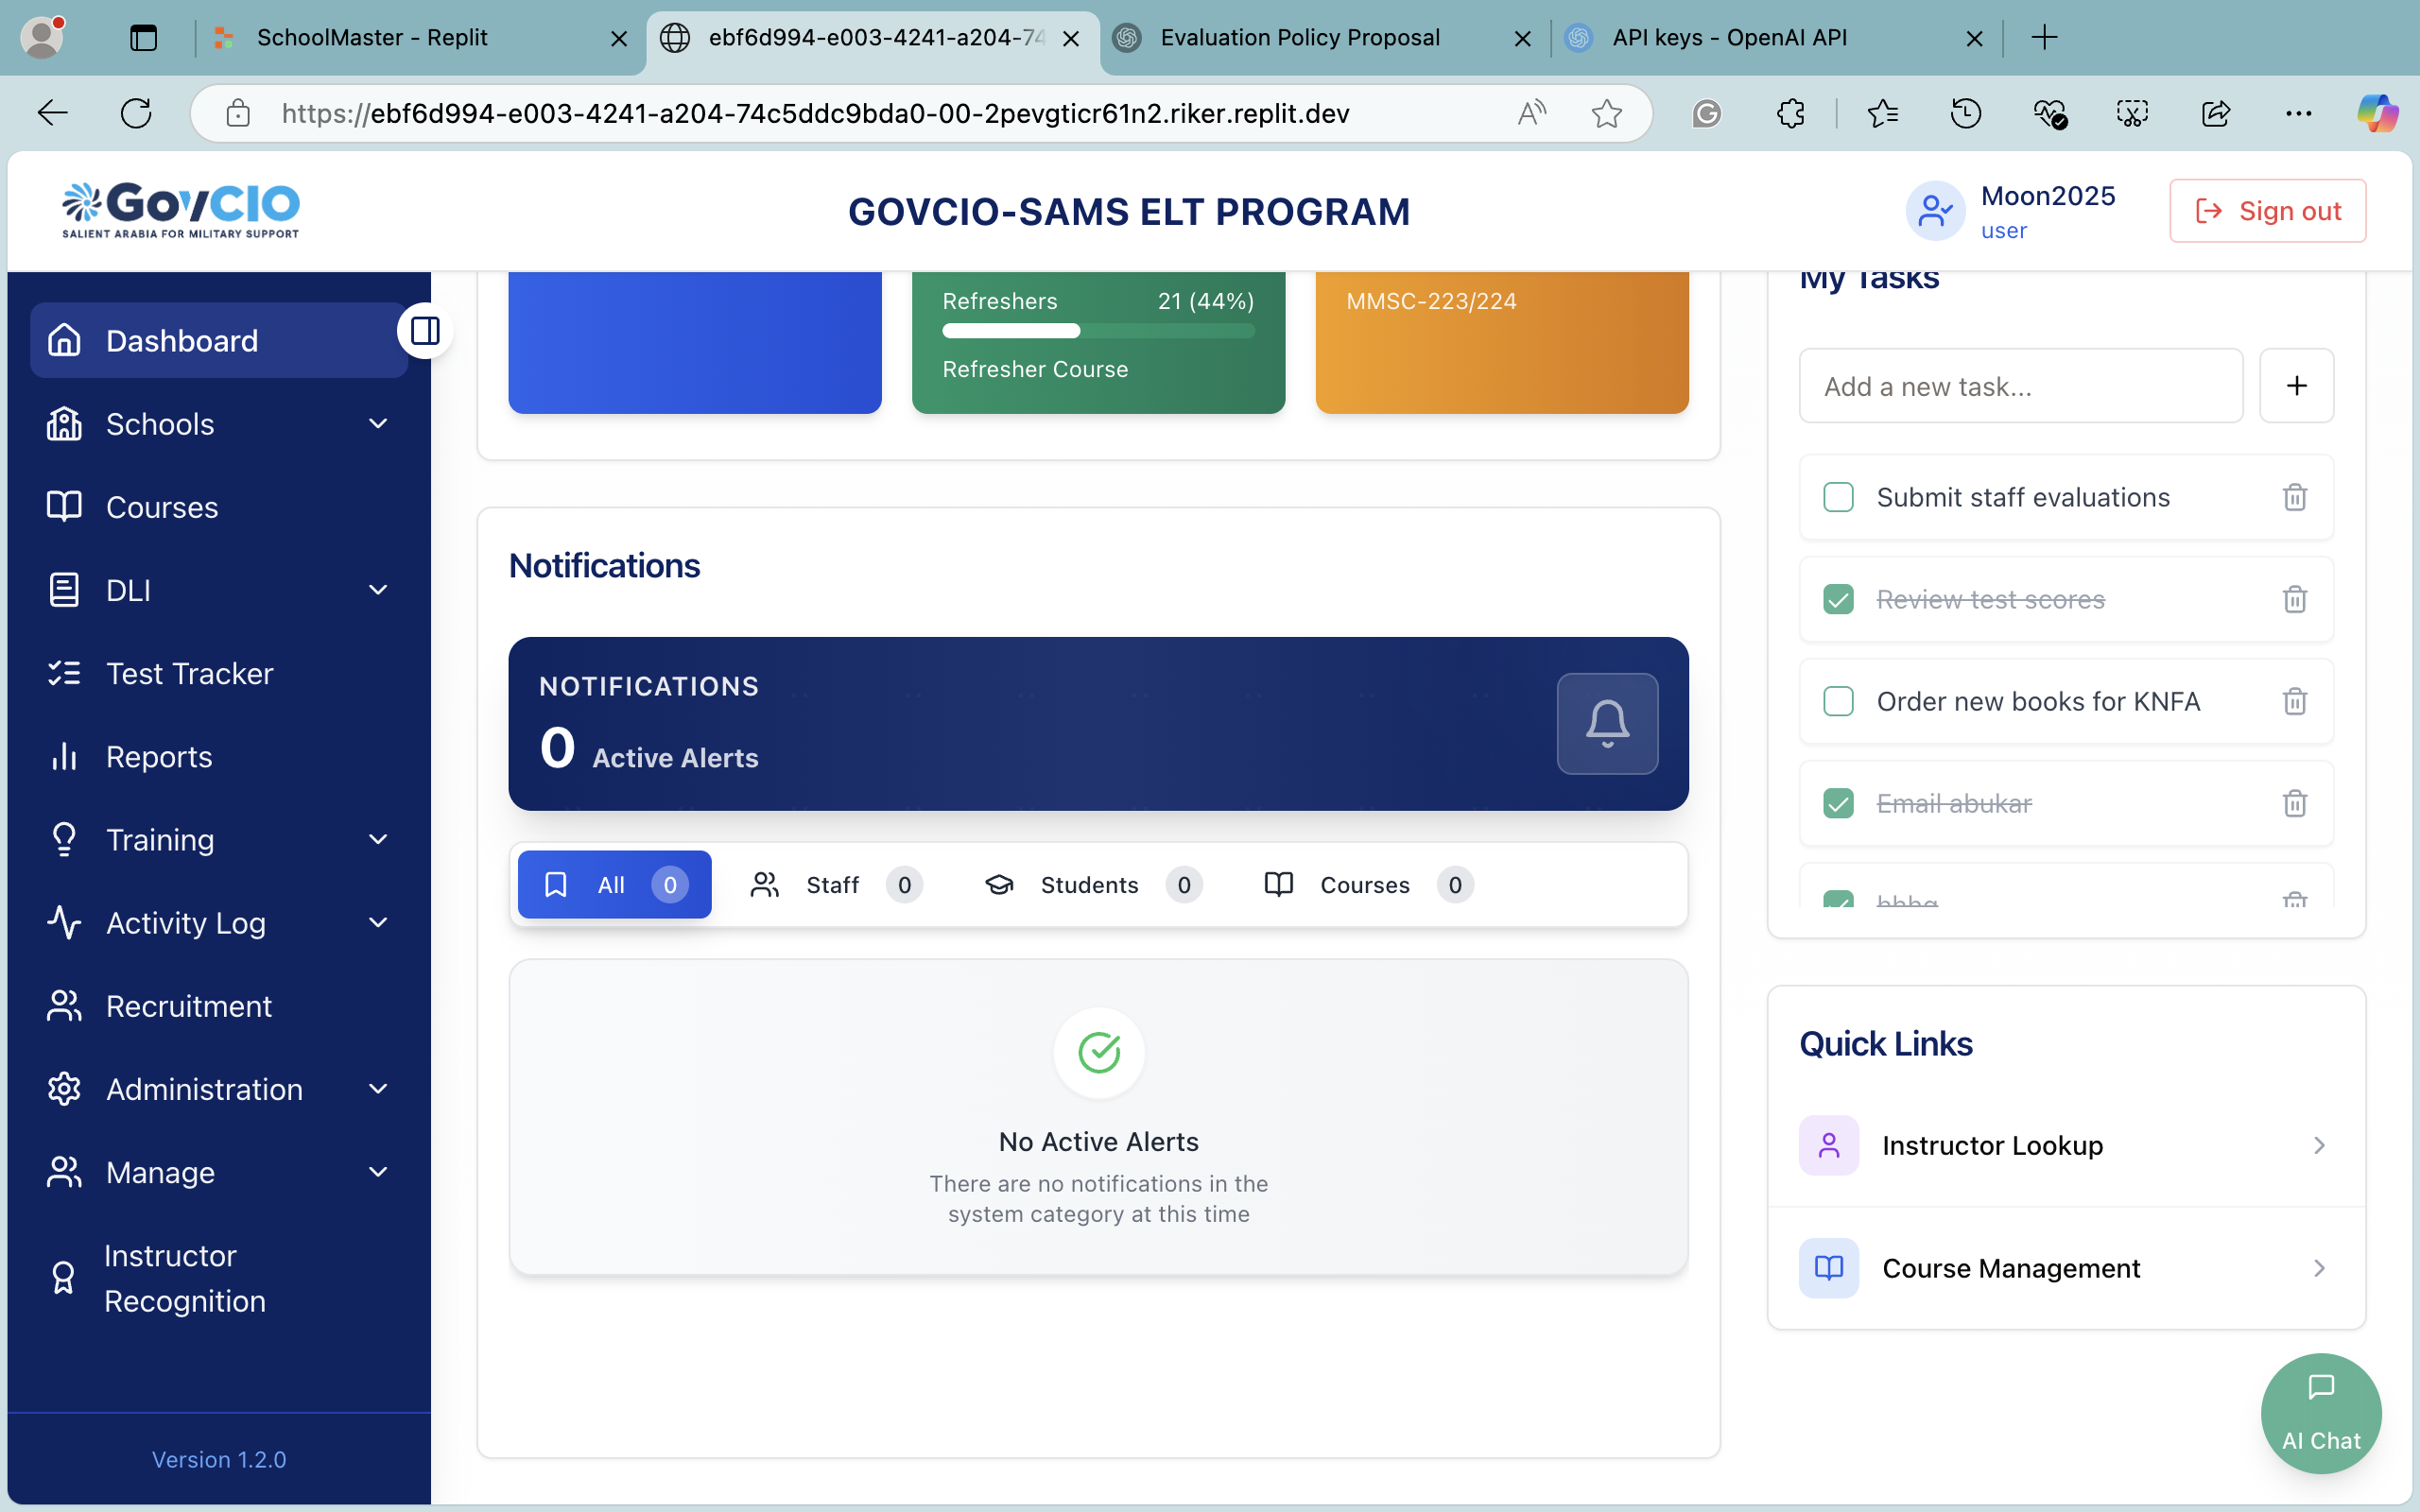 SchoolMaster - Replit
ebf6d994-e003-4241-a204-74
Evaluation Policy Proposal
API keys - OpenAI API
https://ebf6d994-e003-4241-a204-74c5ddc9bda0-00-2pevgticr61n2.riker.replit.dev
GovCIO
SALIENT ARABIA FOR MILITARY SUPPORT
GOVCIO-SAMS ELT PROGRAM
Moon2025
user
Sign out
Dashboard
Schools
Courses
DLI
Test Tracker
Reports
Training
Activity Log
Recruitment
Administration
Manage
Instructor
Recognition
Version 1.2.0
Refreshers 21 (44%)
Refresher Course
MMSC-223/224
Notifications
NOTIFICATIONS
0 Active Alerts
All 0 Staff 0 Students 0 Courses 0
No Active Alerts
There are no notifications in the
system category at this time
My Tasks
Add a new task...
Submit staff evaluations
Review test scores
Order new books for KNFA
Email abukar
Quick Links
Instructor Lookup
Course Management
AI Chat